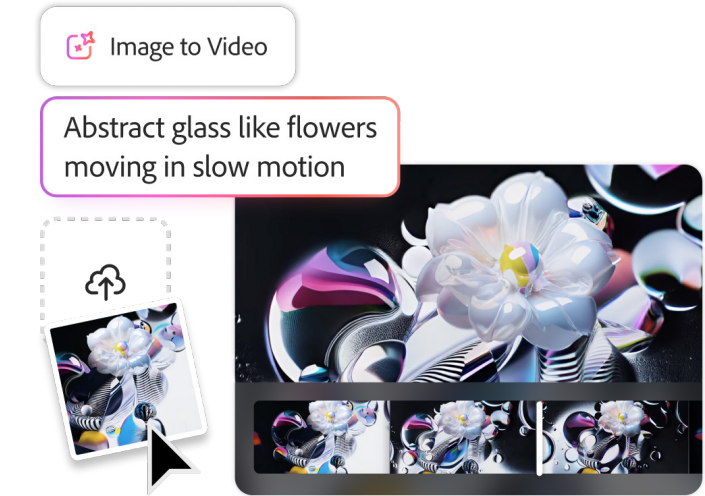 Image to Video
Abstract glass like flowers
moving in slow motion